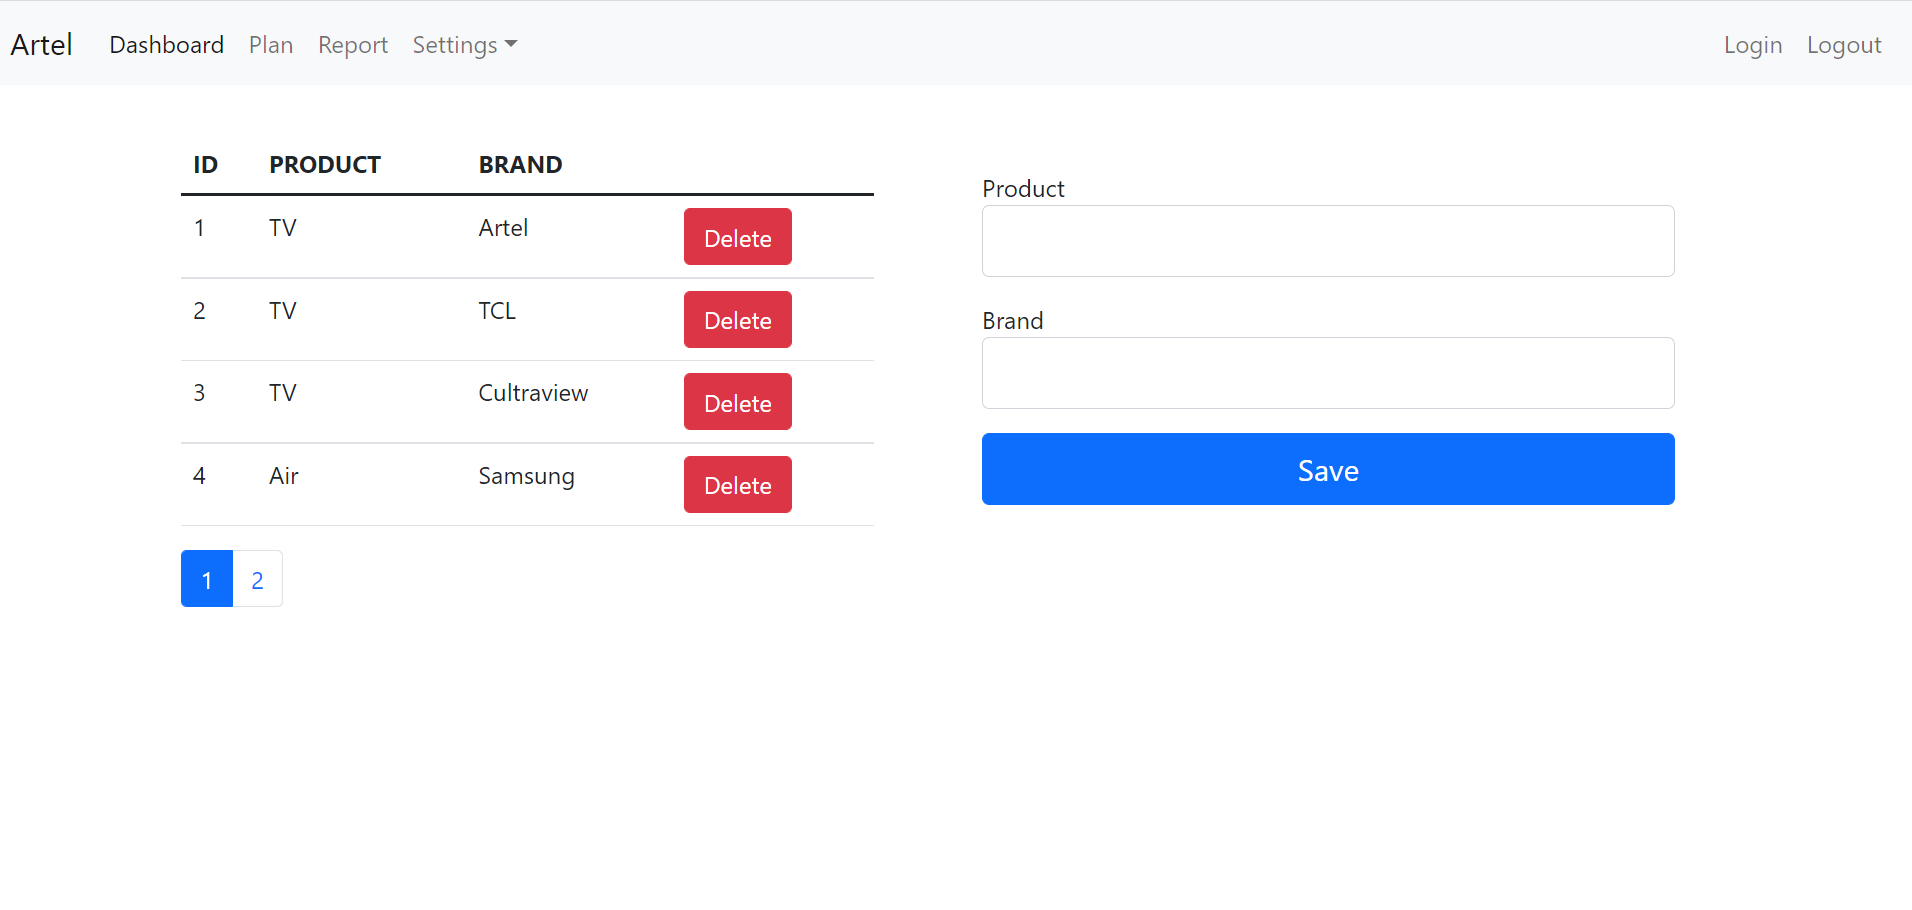 Artel Dashboard Plan Report Settings Login Logout
ID PRODUCT BRAND
1 TV Artel Delete
2 TV TCL Delete
3 TV Cultraview Delete
4 Air Samsung Delete
1 2
Product
Brand
Save